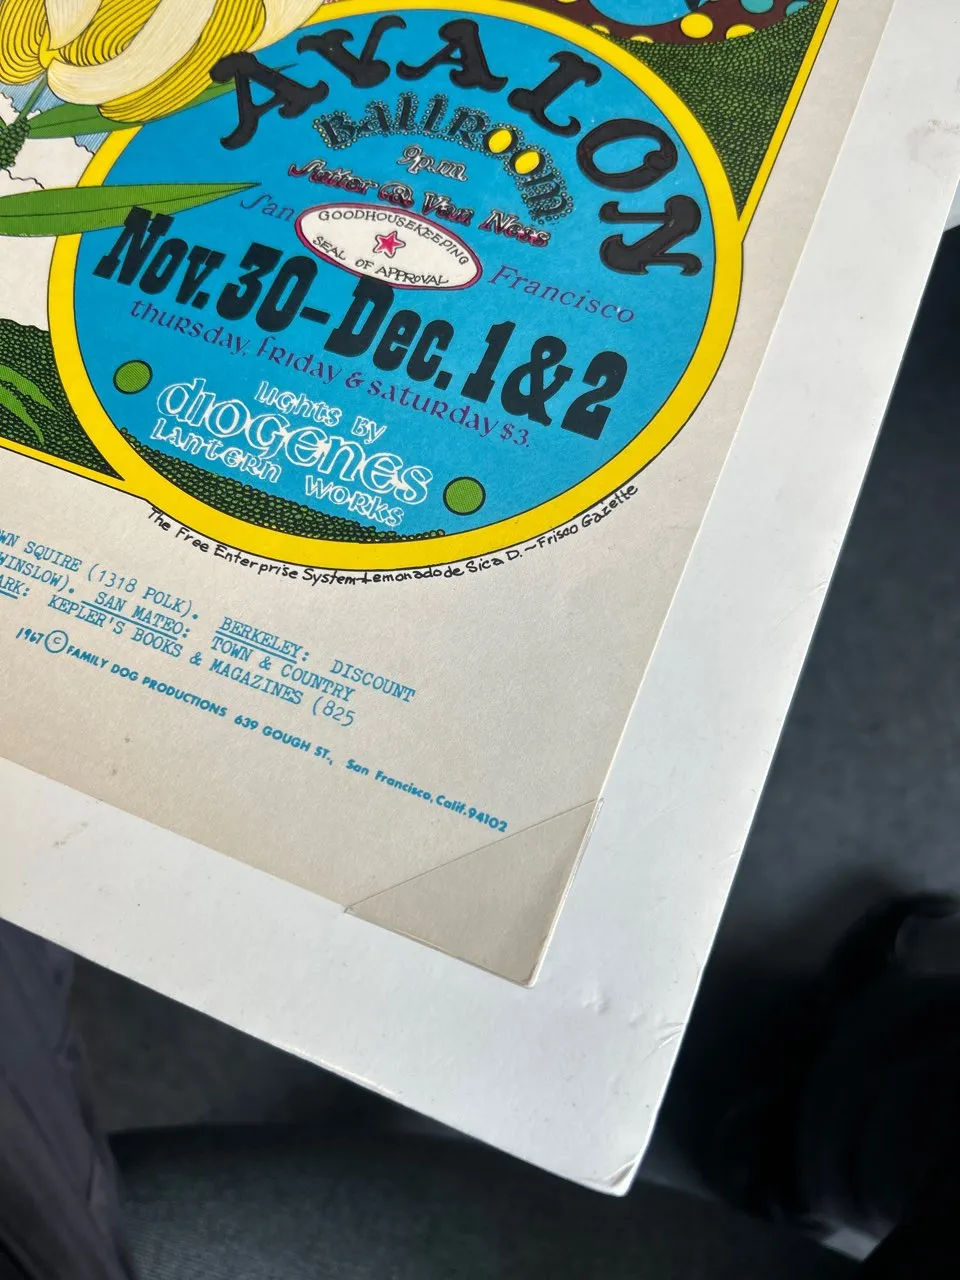 AVALON
BALLROOM
9p.m
Sutter & Van Ness
San Francisco
GOODHOUSEKEEPING
SEAL OF APPROVAL
Nov. 30-Dec. 1&2
thursday, friday & saturday $3.
Lights by
diogenes
Lantern works
The Free Enterprise System-Lemonado de Sica D.~Frisco Gazette
WN SQUIRE (1318 POLK). BERKELEY: DISCOUNT
WINSLOW). SAN MATEO: TOWN & COUNTRY
ARK: KEPLER'S BOOKS & MAGAZINES (825
1967 © FAMILY DOG PRODUCTIONS 639 GOUGH ST., San Francisco, Calif. 94102